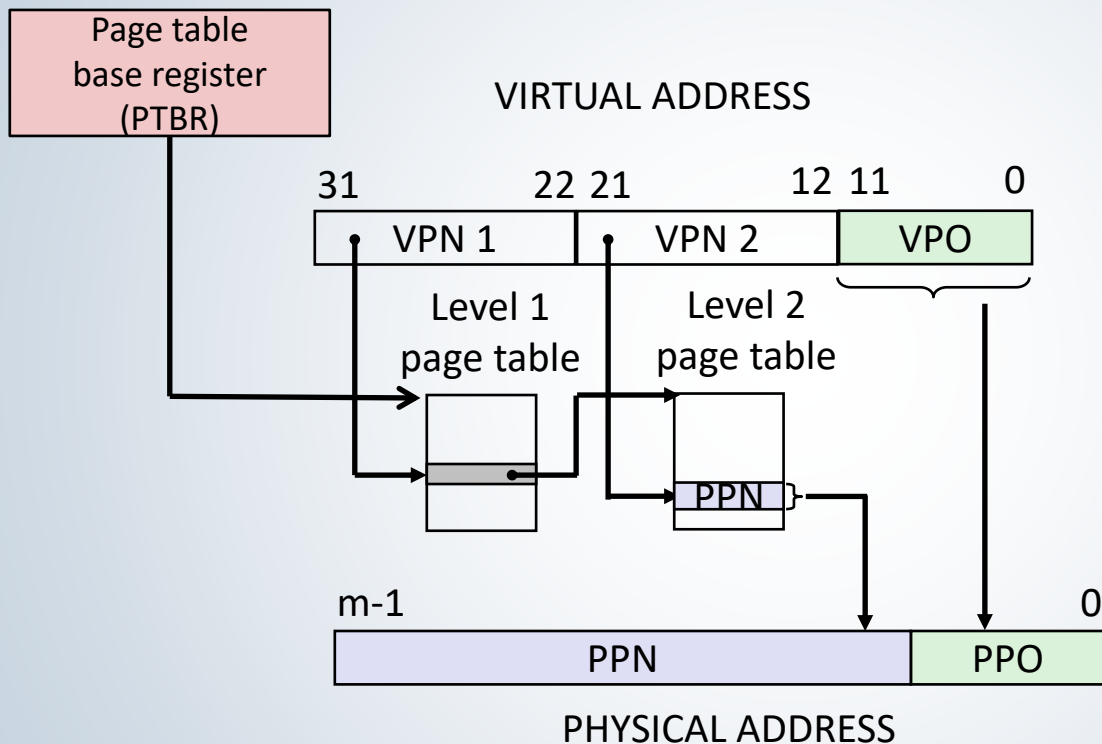 Page table
base register
(PTBR)
VIRTUAL ADDRESS
31 22 21 12 11 0
VPN 1 VPN 2 VPO
Level 1 Level 2
page table page table
PPN
m-1 0
PPN PPO
PHYSICAL ADDRESS